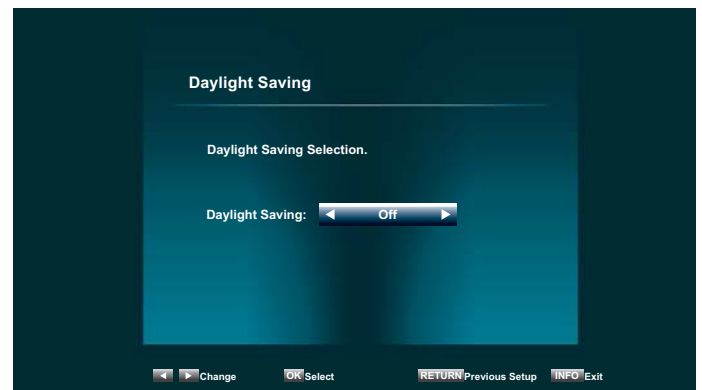 Daylight Saving
Daylight Saving Selection.
Daylight Saving: Off
Change OK Select RETURN Previous Setup INFO Exit